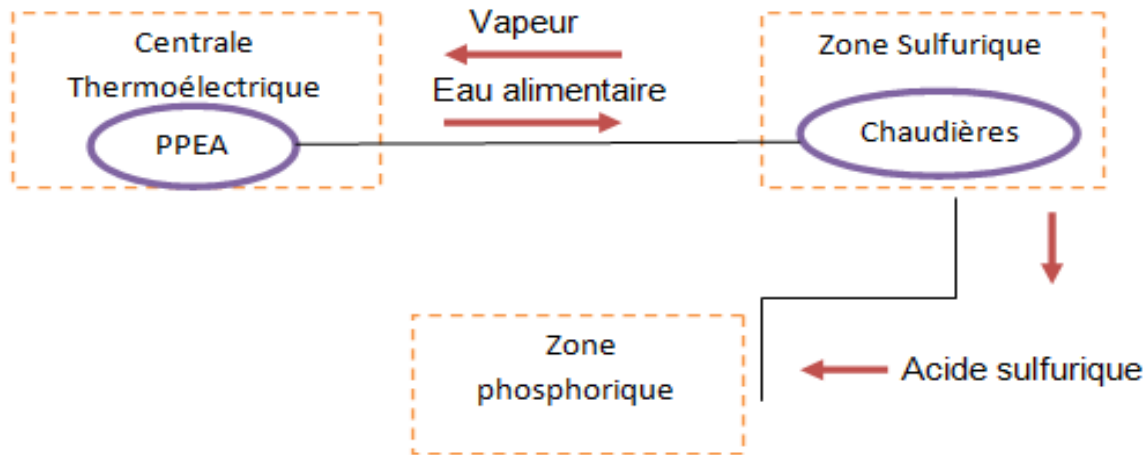 Centrale
Thermoélectrique
PPEA
Vapeur
Eau alimentaire
Zone Sulfurique
Chaudières
Zone
phosphorique
Acide sulfurique